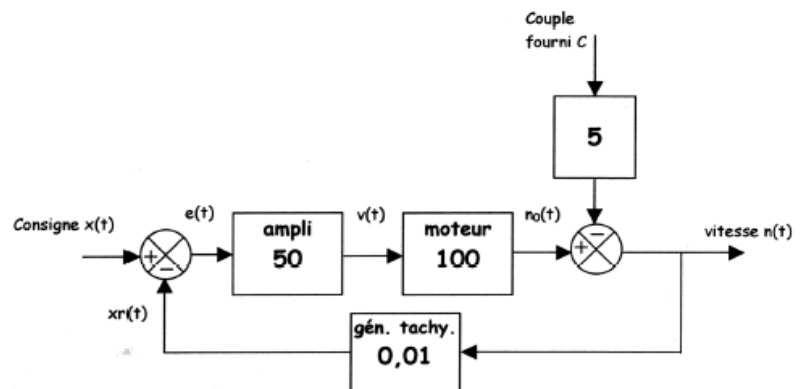 Couple
fourni C
5
Consigne x(t)
e(t)
ampli
50
v(t)
moteur
100
n₀(t)
vitesse n(t)
+
−
+
−
xr(t)
gén. tachy.
0,01